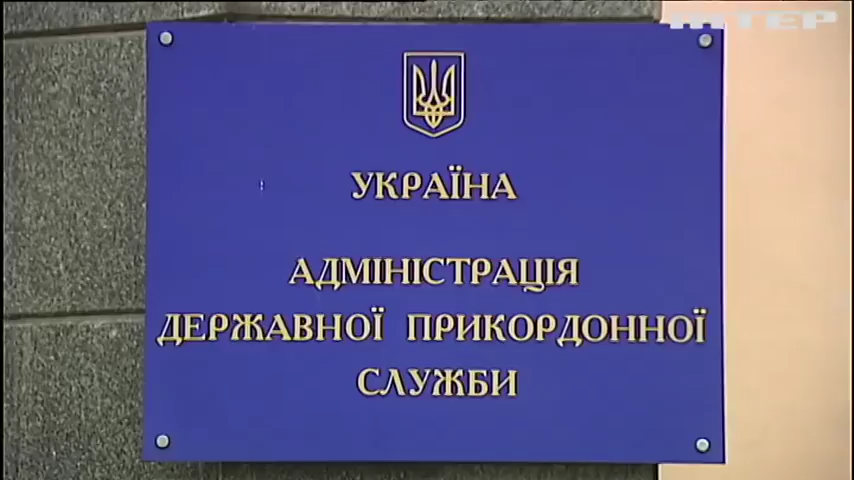 ІНТЕР
УКРАЇНА
АДМІНІСТРАЦІЯ
ДЕРЖАВНОЇ ПРИКОРДОННОЇ
СЛУЖБИ